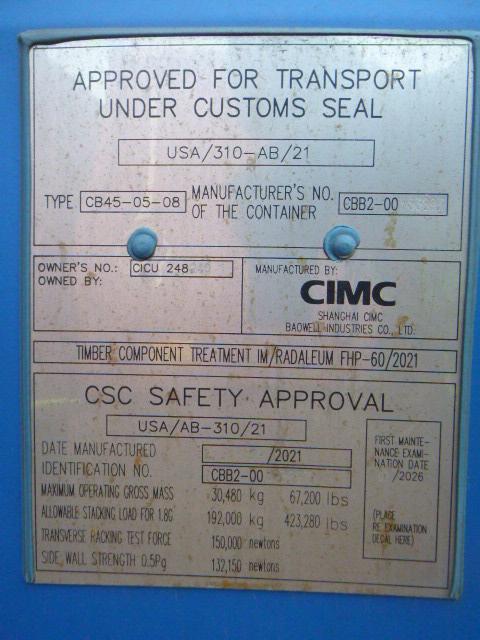 APPROVED FOR TRANSPORT
UNDER CUSTOMS SEAL
USA/310-AB/21
TYPE CB45-05-08 MANUFACTURER'S NO. OF THE CONTAINER CBB2-00
OWNER'S NO.: CICU 248
OWNED BY:
MANUFACTURED BY:
CIMC
SHANGHAI CIMC
BAOWELL INDUSTRIES CO., LTD.
TIMBER COMPONENT TREATMENT IM/RADALEUM FHP-60/2021
CSC SAFETY APPROVAL
USA/AB-310/21
DATE MANUFACTURED /2021
IDENTIFICATION NO. CBB2-00
MAXIMUM OPERATING GROSS MASS 30,480 kg 67,200 lbs
ALLOWABLE STACKING LOAD FOR 1.8G 192,000 kg 423,280 lbs
TRANSVERSE RACKING TEST FORCE 150,000 newtons
SIDE WALL STRENGTH 0.5Pg 132,150 newtons
FIRST MAINTE-
NANCE EXAMI-
NATION DATE
/2026
(PLACE
RE EXAMINATION
DECAL HERE)